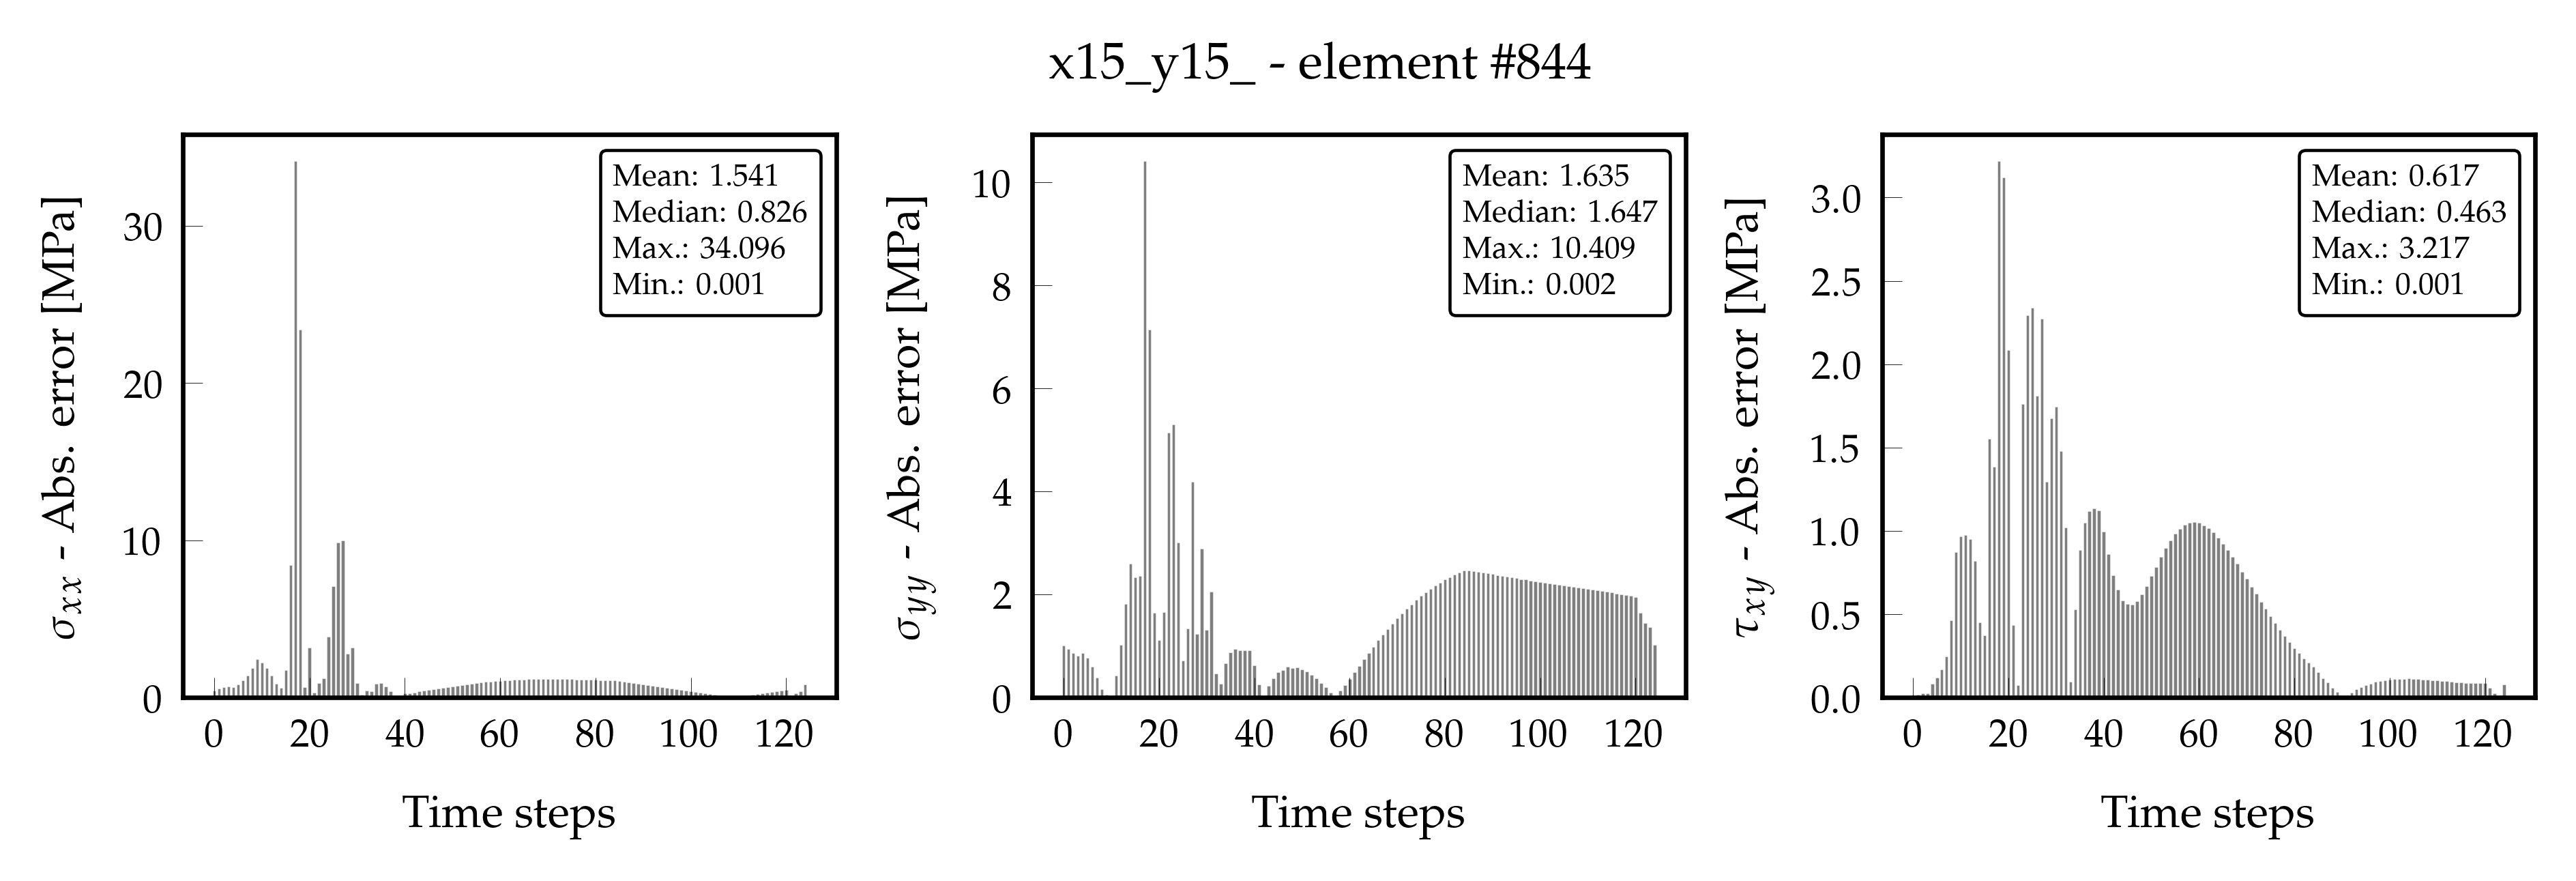 x15_y15_ - element #844
σxx - Abs. error [MPa]
30
20
10
0
0 20 40 60 80 100 120
Time steps
Mean: 1.541
Median: 0.826
Max.: 34.096
Min.: 0.001
σyy - Abs. error [MPa]
10
8
6
4
2
0
0 20 40 60 80 100 120
Time steps
Mean: 1.635
Median: 1.647
Max.: 10.409
Min.: 0.002
τxy - Abs. error [MPa]
3.0
2.5
2.0
1.5
1.0
0.5
0.0
0 20 40 60 80 100 120
Time steps
Mean: 0.617
Median: 0.463
Max.: 3.217
Min.: 0.001